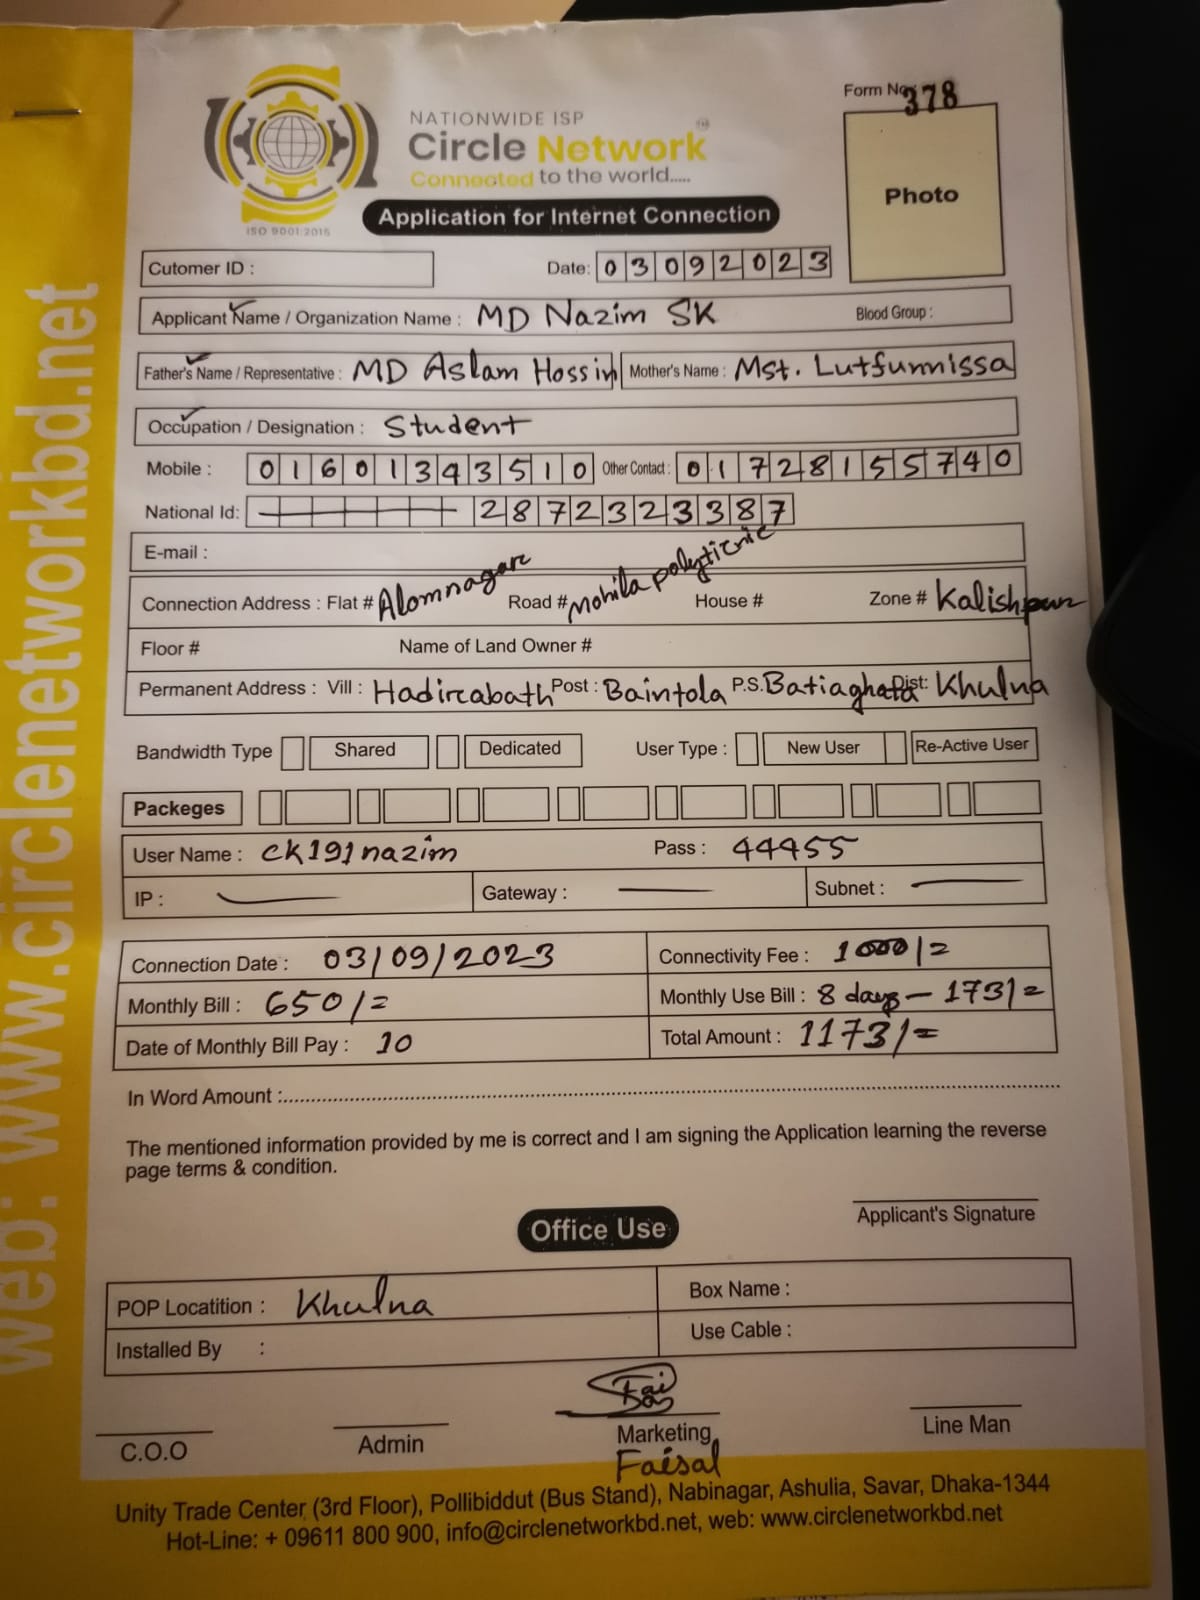 web: www.circlenetworkbd.net
Form No. 378
NATIONWIDE ISP
Circle Network
Connected to the world.....
ISO 9001:2015
Application for Internet Connection
Photo
Cutomer ID :
Date: 03092023
Applicant Name / Organization Name : MD Nazim SK Blood Group :
Father's Name / Representative : MD Aslam Hossin Mother's Name : Mst. Lutfunnissa
Occupation / Designation : Student
Mobile : 01601343510 Other Contact : 01728155740
National Id: 2872323387
E-mail :
Connection Address : Flat # Alomnagar Road # Mohila polyticnic House # Zone # Kalishpur
Floor # Name of Land Owner #
Permanent Address : Vill : Hadirabath Post : Baintola P.S. Batiaghata Dist: Khulna
Bandwidth Type Shared Dedicated User Type : New User Re-Active User
Packeges
User Name : ck191nazim Pass : 44455
IP : Gateway : Subnet :
Connection Date : 03/09/2023 Connectivity Fee : 1000/=
Monthly Bill : 650/= Monthly Use Bill : 8 days - 173/=
Date of Monthly Bill Pay : 10 Total Amount : 1173/=
In Word Amount :
The mentioned information provided by me is correct and I am signing the Application learning the reverse
page terms & condition.
Applicant's Signature
Office Use
POP Locatition : Khulna Box Name :
Installed By : Use Cable :
C.O.O Admin Marketing Line Man
Faisal
Unity Trade Center (3rd Floor), Pollibiddut (Bus Stand), Nabinagar, Ashulia, Savar, Dhaka-1344
Hot-Line: + 09611 800 900, info@circlenetworkbd.net, web: www.circlenetworkbd.net